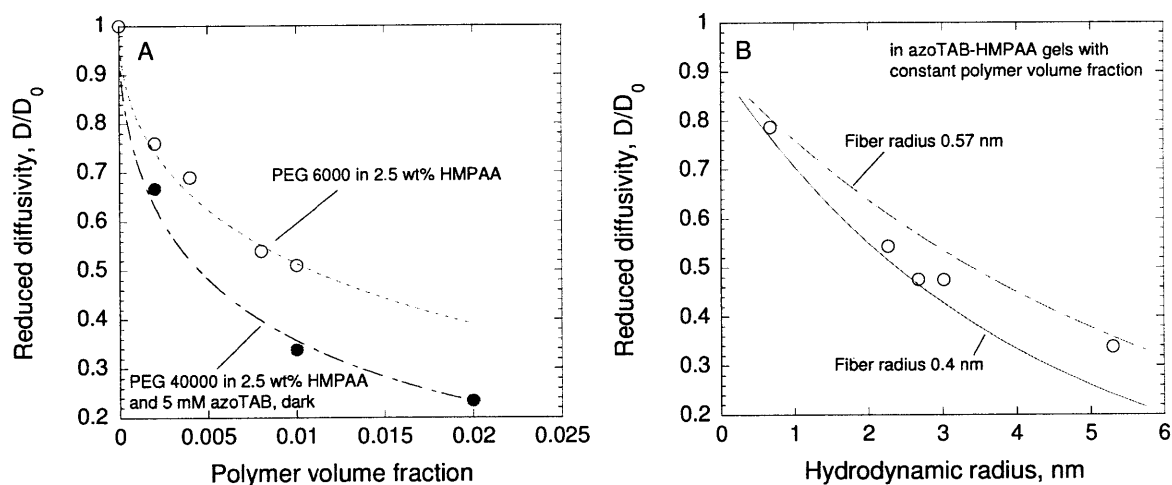 A
1
0.9
0.8
0.7
0.6
0.5
0.4
0.3
0.2
0
0.005
0.01
0.015
0.02
0.025
Reduced diffusivity, D/D0
Polymer volume fraction
PEG 6000 in 2.5 wt% HMPAA
PEG 40000 in 2.5 wt% HMPAA
and 5 mM azoTAB, dark
B
1
0.9
0.8
0.7
0.6
0.5
0.4
0.3
0.2
0
1
2
3
4
5
6
Reduced diffusivity, D/D0
Hydrodynamic radius, nm
in azoTAB-HMPAA gels with
constant polymer volume fraction
Fiber radius 0.57 nm
Fiber radius 0.4 nm